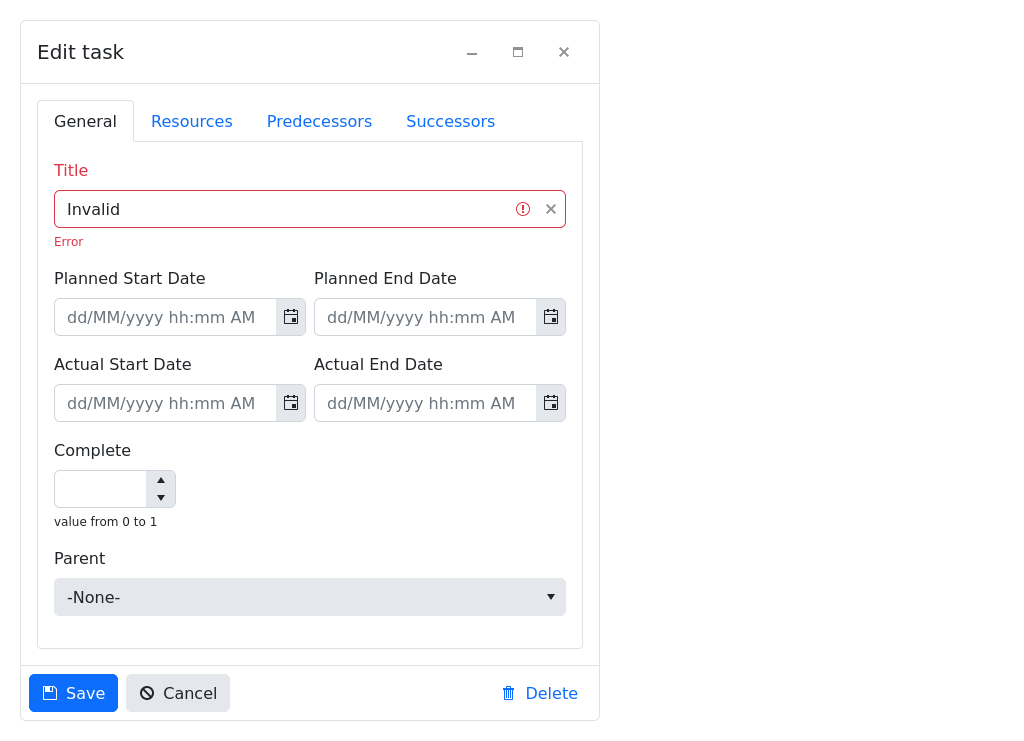 Edit task
General Resources Predecessors Successors
Title
Invalid
Error
Planned Start Date Planned End Date
dd/MM/yyyy hh:mm AM dd/MM/yyyy hh:mm AM
Actual Start Date Actual End Date
dd/MM/yyyy hh:mm AM dd/MM/yyyy hh:mm AM
Complete
value from 0 to 1
Parent
-None-
Save Cancel Delete